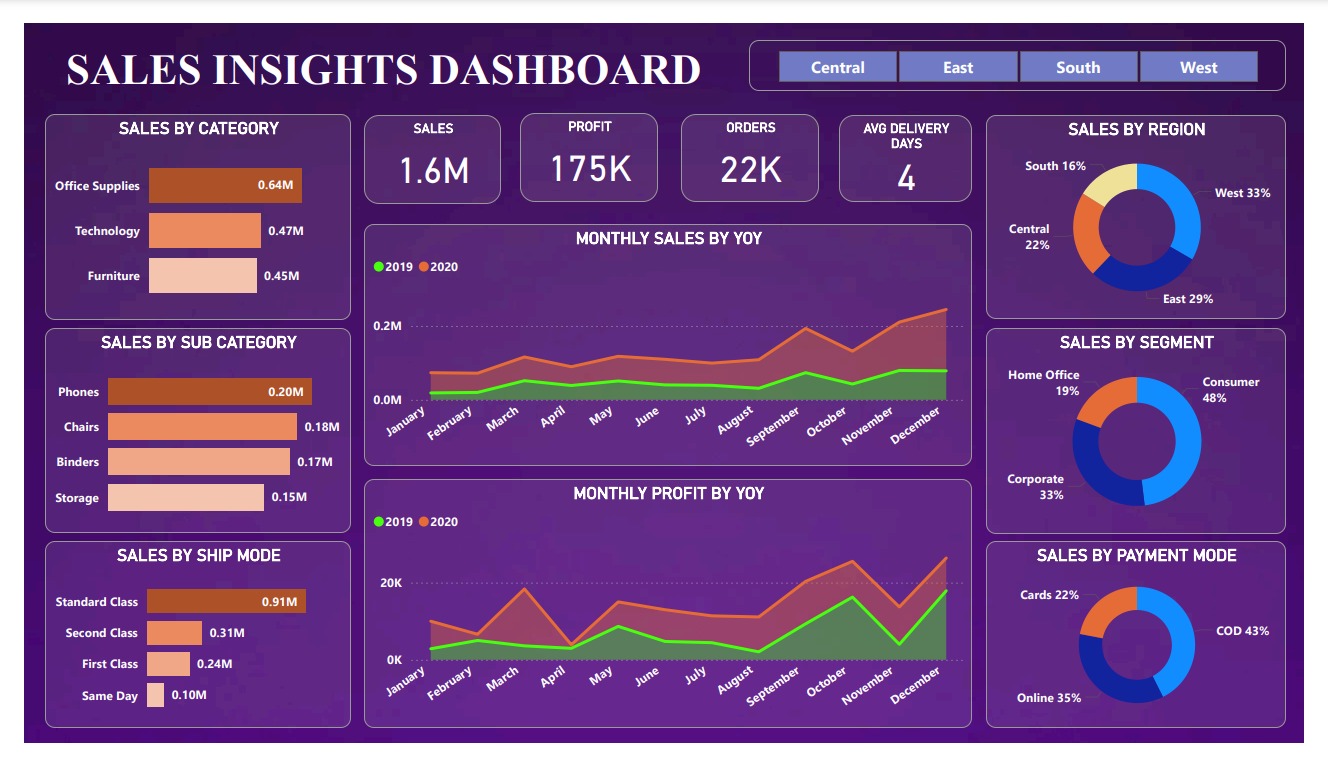 SALES INSIGHTS DASHBOARD
Central
East
South
West
SALES BY CATEGORY
Office Supplies
0.64M
Technology
0.47M
Furniture
0.45M
SALES BY SUB CATEGORY
Phones
0.20M
Chairs
0.18M
Binders
0.17M
Storage
0.15M
SALES BY SHIP MODE
Standard Class
0.91M
Second Class
0.31M
First Class
0.24M
Same Day
0.10M
SALES
1.6M
PROFIT
175K
ORDERS
22K
AVG DELIVERY
DAYS
4
MONTHLY SALES BY YOY
2019
2020
0.2M
0.0M
January
February
March
April
May
June
July
August
September
October
November
December
MONTHLY PROFIT BY YOY
2019
2020
20K
0K
January
February
March
April
May
June
July
August
September
October
November
December
SALES BY REGION
South 16%
West 33%
Central
22%
East 29%
SALES BY SEGMENT
Home Office
19%
Consumer
48%
Corporate
33%
SALES BY PAYMENT MODE
Cards 22%
COD 43%
Online 35%